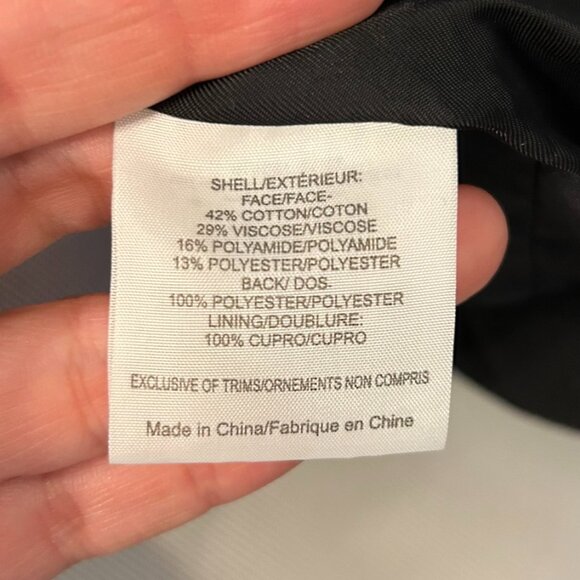 SHELL/EXTÉRIEUR:
FACE/FACE-
42% COTTON/COTON
29% VISCOSE/VISCOSE
16% POLYAMIDE/POLYAMIDE
13% POLYESTER/POLYESTER
BACK/ DOS-
100% POLYESTER/POLYESTER
LINING/DOUBLURE:
100% CUPRO/CUPRO
EXCLUSIVE OF TRIMS/ORNEMENTS NON COMPRIS
Made in China/Fabrique en Chine